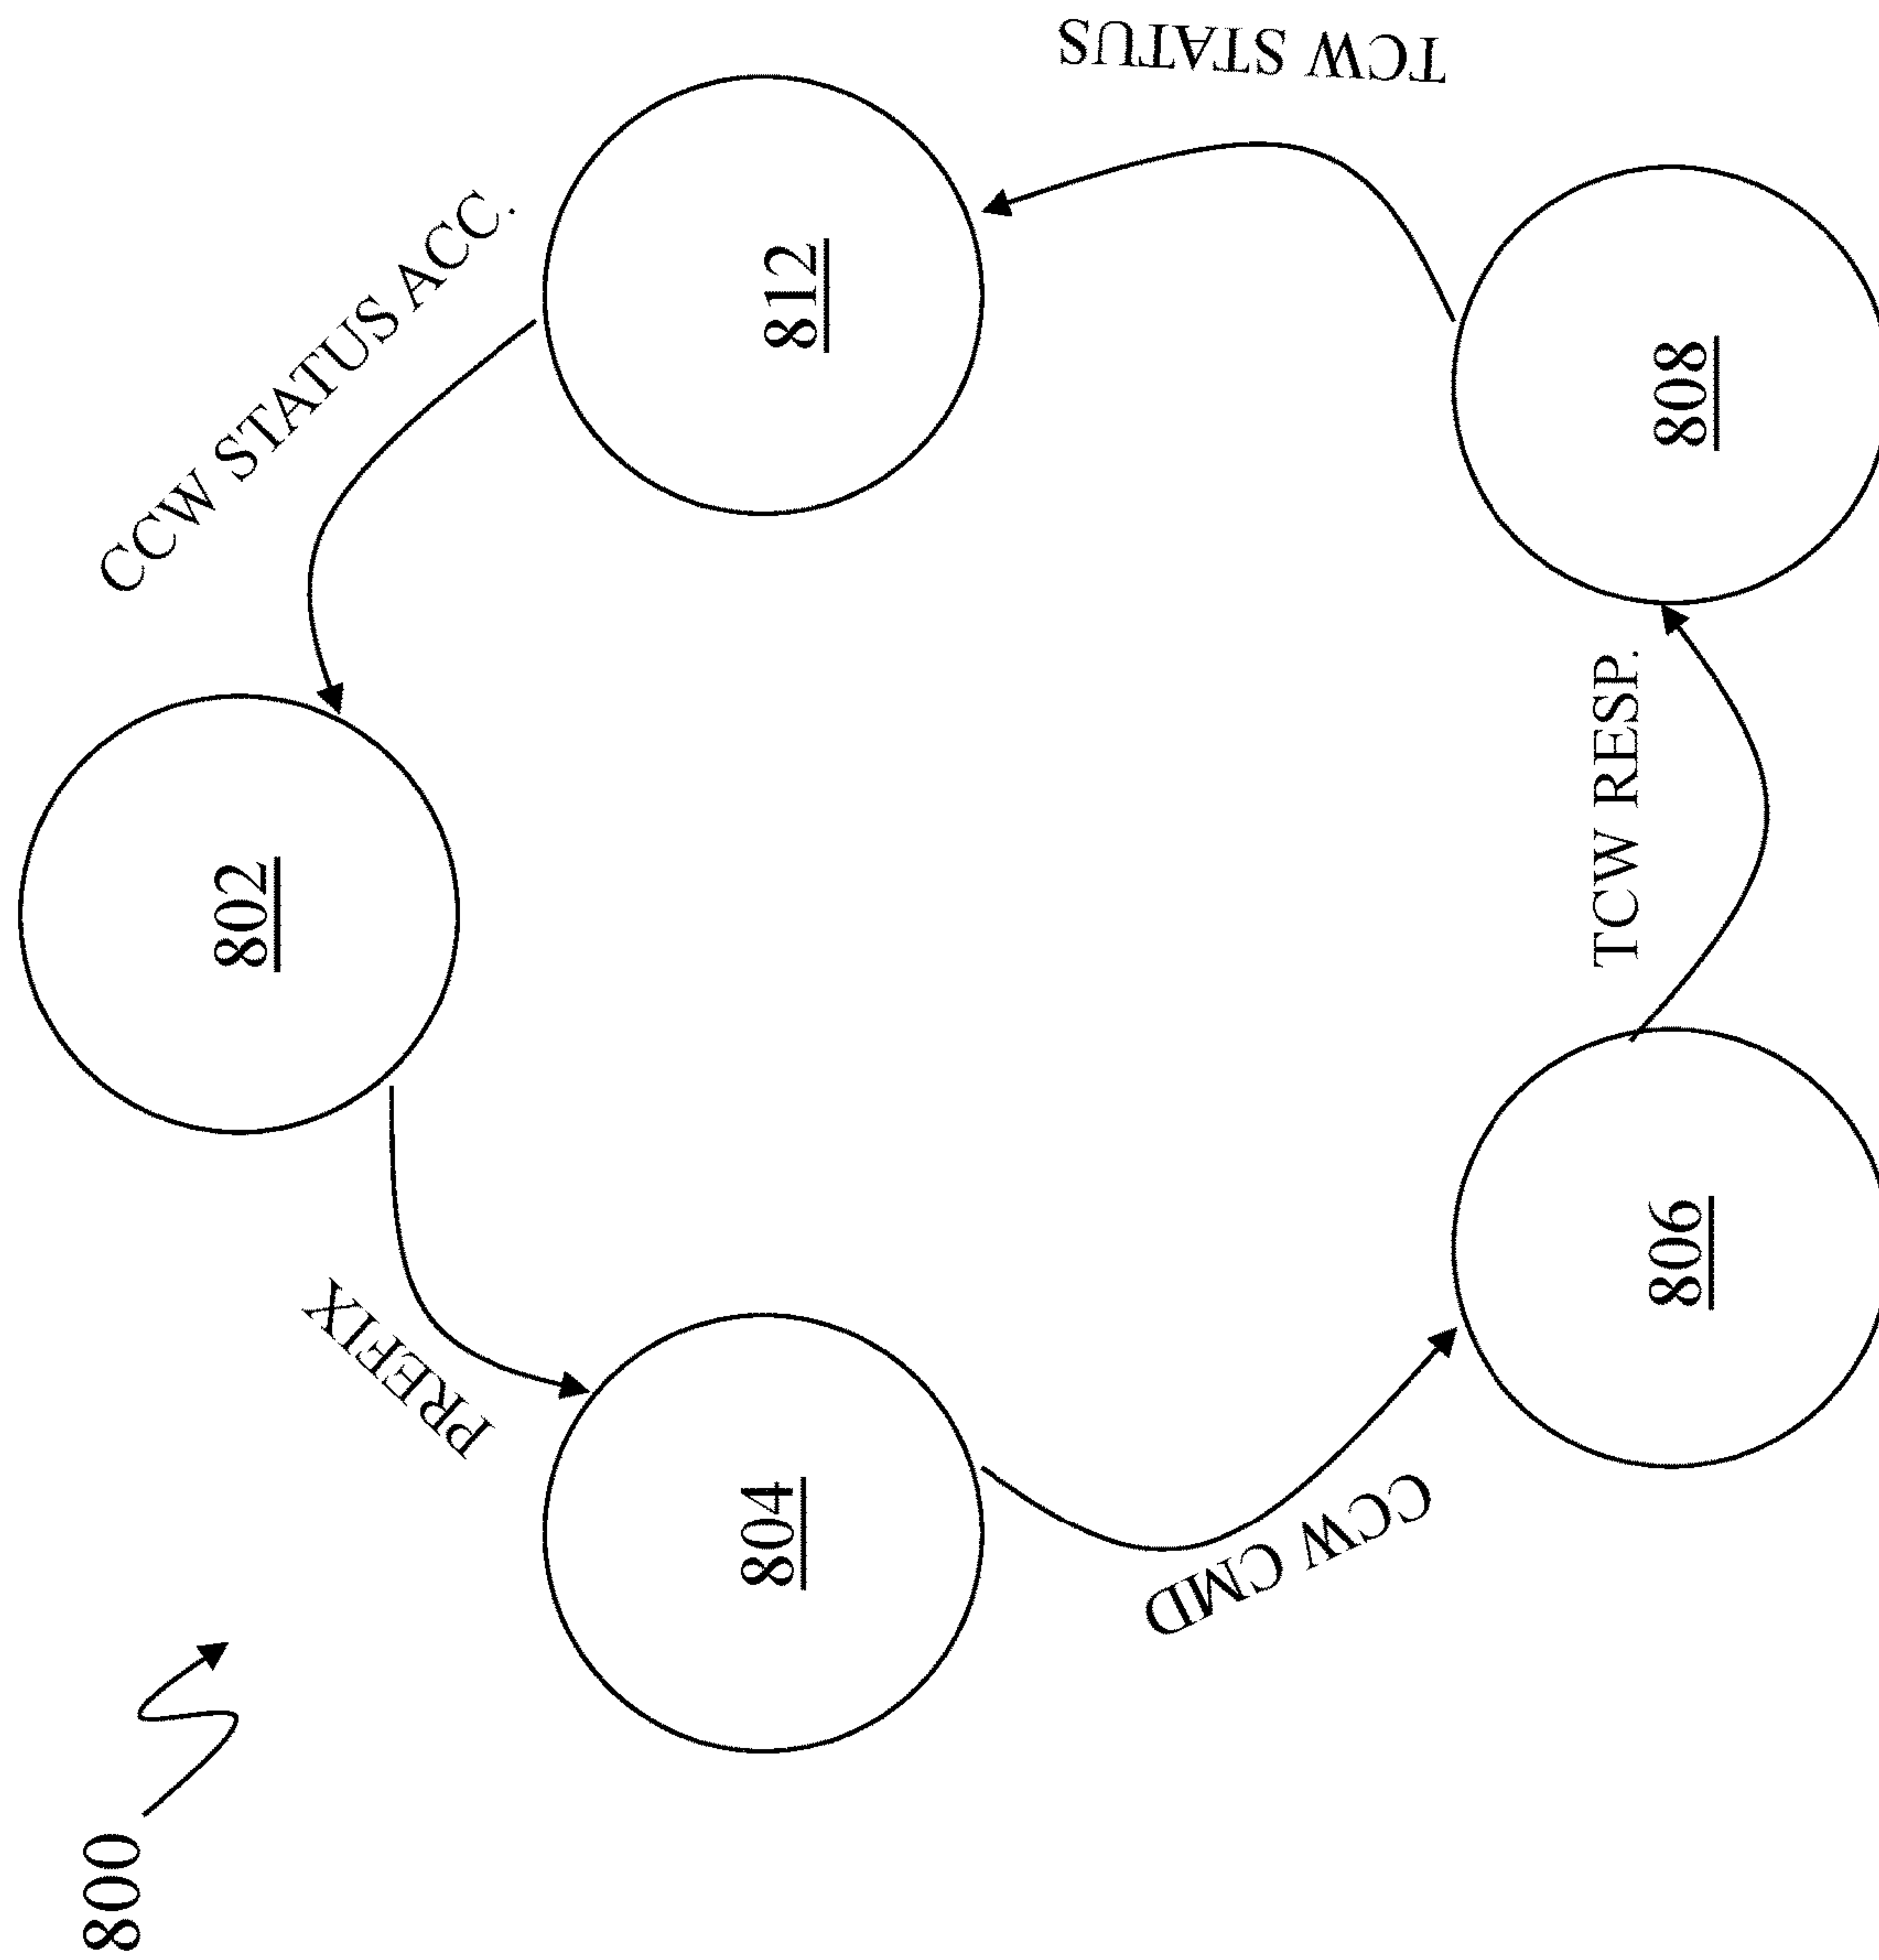 800
802
PREFIX
CCW STATUS ACC.
804
812
CCW CMD
TCW STATUS
TCW RESP.
806
808